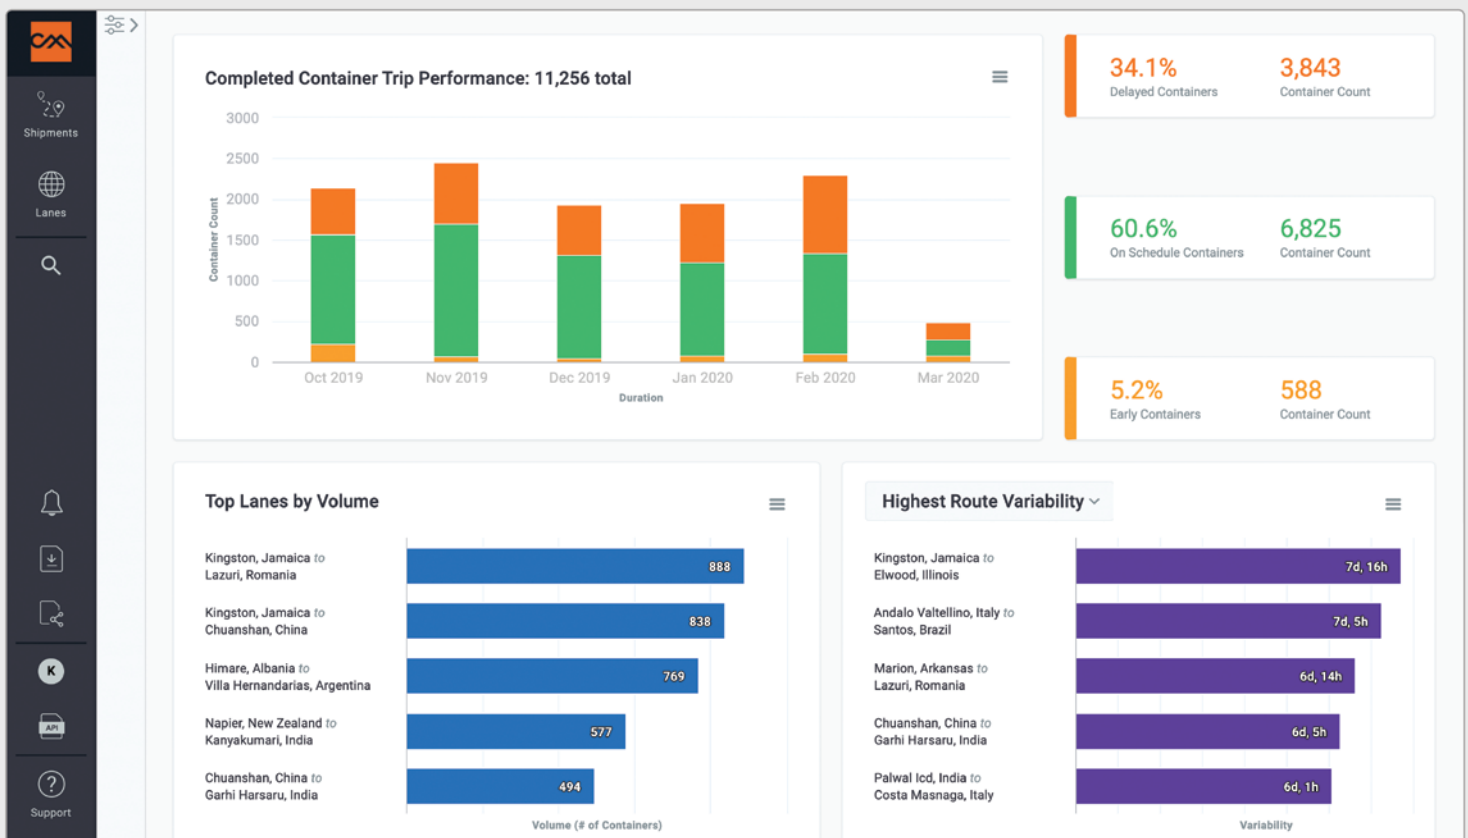 Shipments
Lanes
K
API
Support
Completed Container Trip Performance: 11,256 total
3000
2500
2000
1500
1000
500
0
Container Count
Oct 2019
Nov 2019
Dec 2019
Jan 2020
Feb 2020
Mar 2020
Duration
34.1%
3,843
Delayed Containers
Container Count
60.6%
6,825
On Schedule Containers
Container Count
5.2%
588
Early Containers
Container Count
Top Lanes by Volume
Kingston, Jamaica to
Lazuri, Romania
888
Kingston, Jamaica to
Chuanshan, China
838
Himare, Albania to
Villa Hernandarias, Argentina
769
Napier, New Zealand to
Kanyakumari, India
577
Chuanshan, China to
Garhi Harsaru, India
494
Volume (# of Containers)
Highest Route Variability
Kingston, Jamaica to
Elwood, Illinois
7d, 16h
Andalo Valtellino, Italy to
Santos, Brazil
7d, 5h
Marion, Arkansas to
Lazuri, Romania
6d, 14h
Chuanshan, China to
Garhi Harsaru, India
6d, 5h
Palwal Icd, India to
Costa Masnaga, Italy
6d, 1h
Variability